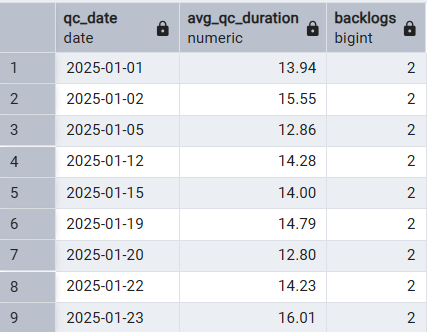 qc_date avg_qc_duration backlogs
date numeric bigint
1 2025-01-01 13.94 2
2 2025-01-02 15.55 2
3 2025-01-05 12.86 2
4 2025-01-12 14.28 2
5 2025-01-15 14.00 2
6 2025-01-19 14.79 2
7 2025-01-20 12.80 2
8 2025-01-22 14.23 2
9 2025-01-23 16.01 2